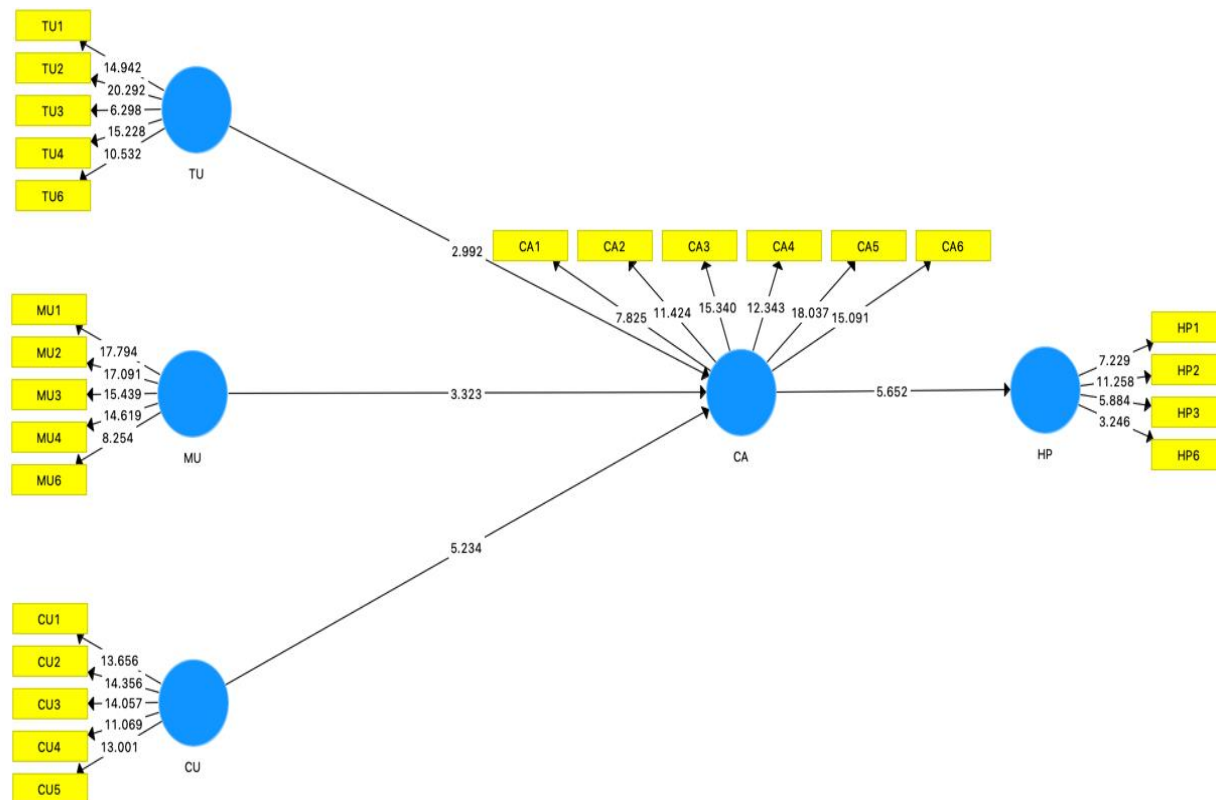 TU1
TU2
TU3
TU4
TU6
14.942
20.292
6.298
15.228
10.532
TU
2.992
CA1
CA2
CA3
CA4
CA5
CA6
7.825
11.424
15.340
12.343
18.037
15.091
MU1
MU2
MU3
MU4
MU6
17.794
17.091
15.439
14.619
8.254
MU
3.323
CA
5.652
HP
7.229
11.258
5.884
3.246
HP1
HP2
HP3
HP6
5.234
CU1
CU2
CU3
CU4
CU5
13.656
14.356
14.057
11.069
13.001
CU